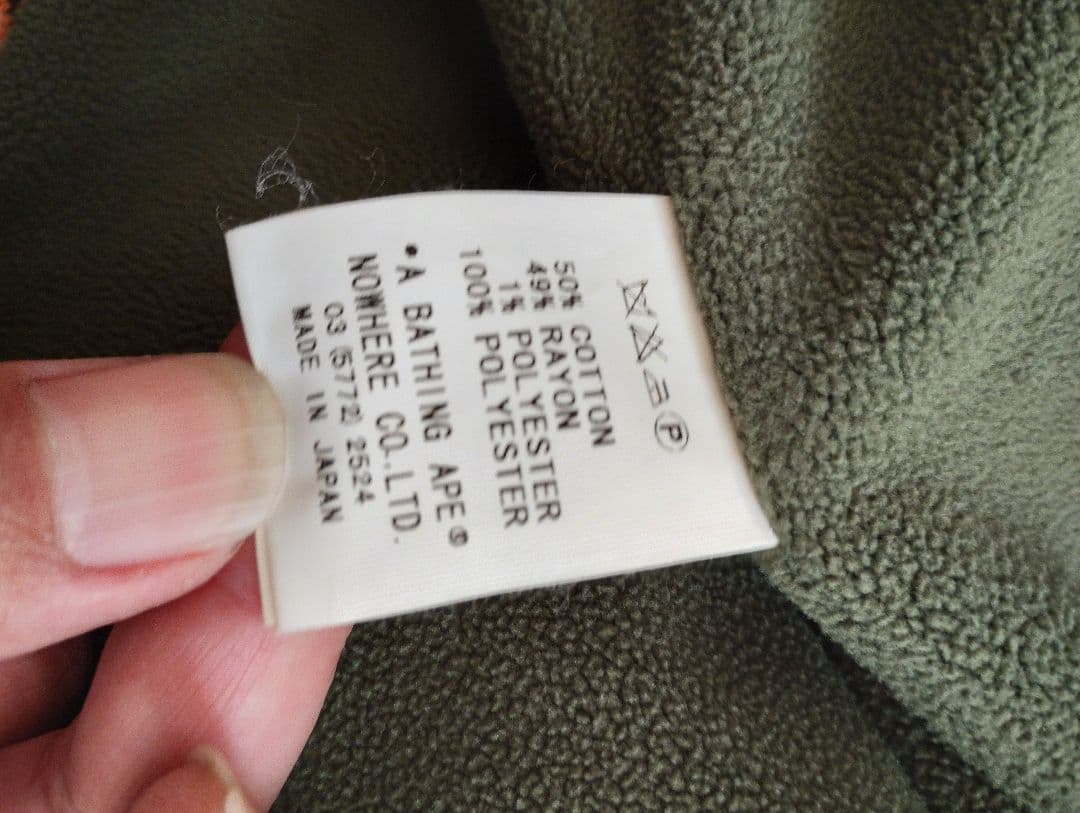 Ⓟ
50% COTTON
49% RAYON
1% POLYESTER
100% POLYESTER
•A BATHING APE®
NOWHERE CO.,LTD.
03 (5772) 2524
MADE IN JAPAN